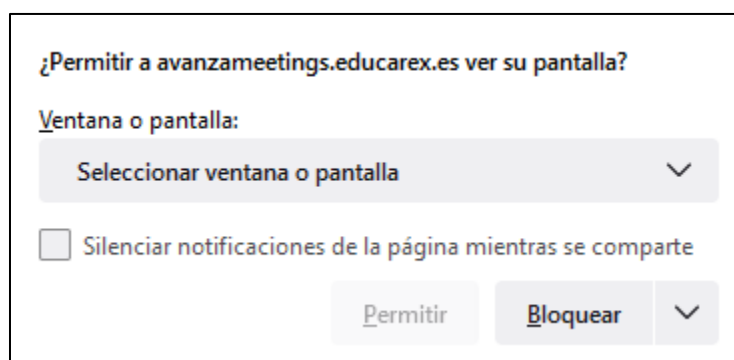 ¿Permitir a avanzameetings.educarex.es ver su pantalla?
Ventana o pantalla:
Seleccionar ventana o pantalla
Silenciar notificaciones de la página mientras se comparte
Permitir Bloquear